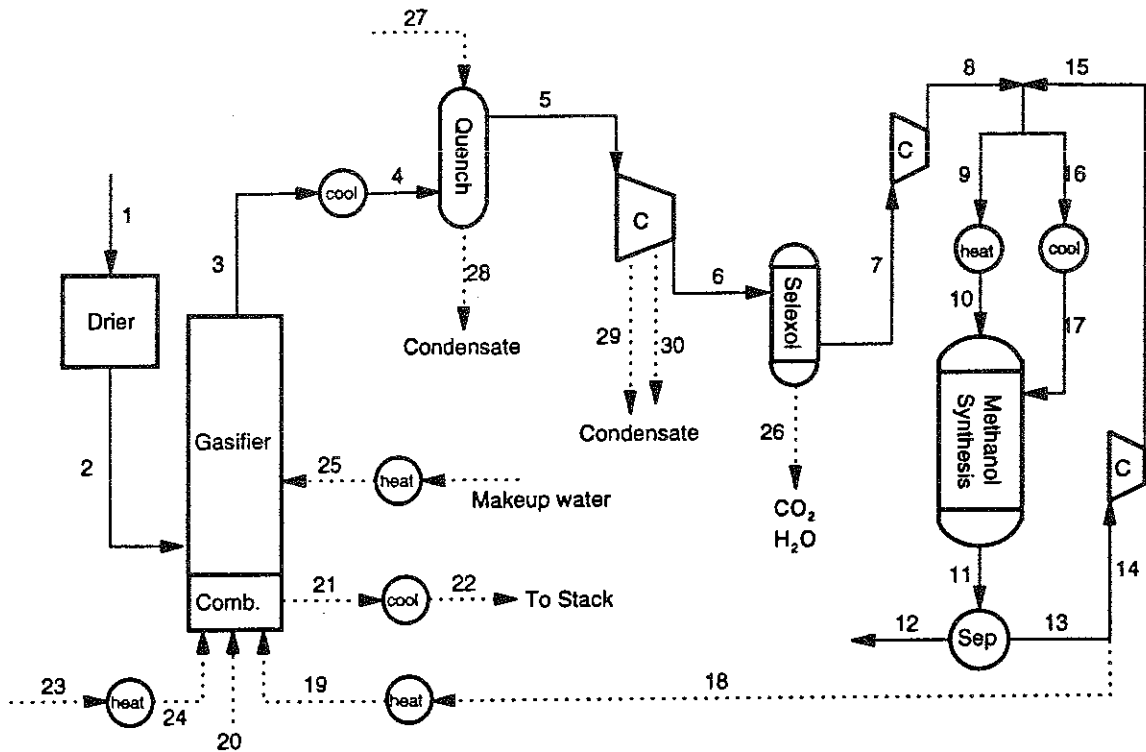 27
8
15
5
Quench
C
4
cool
9
16
1
3
C
heat
cool
28
6
Selexol
7
Drier
10
17
Condensate
29
30
Methanol
Synthesis
Gasifier
Condensate
26
C
2
25
heat
Makeup water
CO₂
H₂O
11
14
21
22
Comb.
cool
To Stack
12
Sep
13
23
heat
24
20
19
heat
18